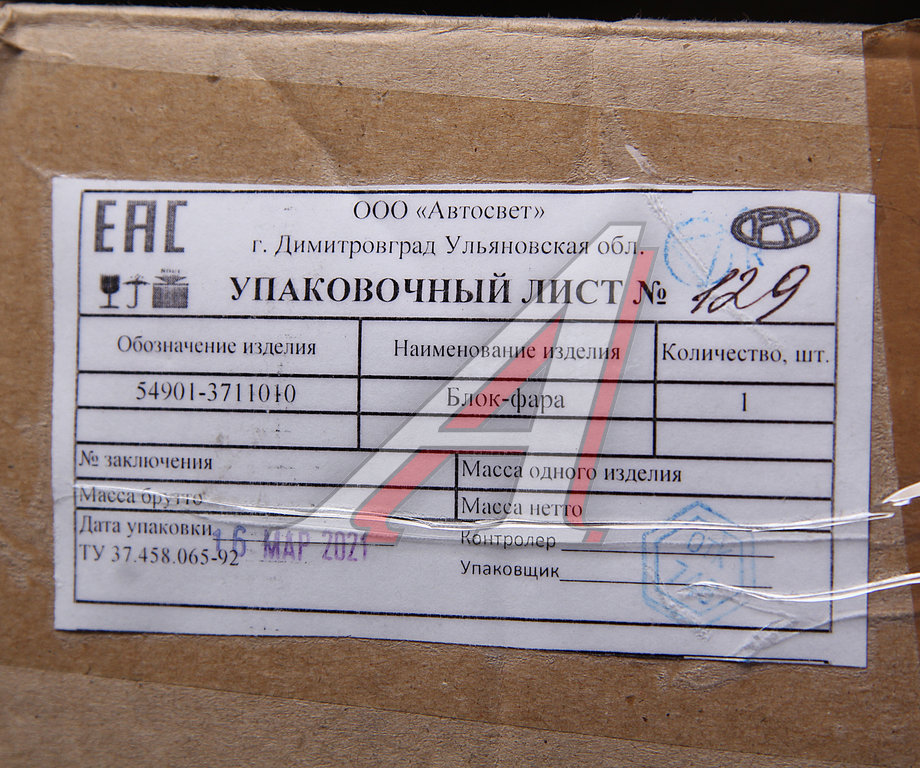 ЕАС
ООО «Автосвет»
г. Димитровград Ульяновская обл.
УПАКОВОЧНЫЙ ЛИСТ № 129
Обозначение изделия Наименование изделия Количество, шт.
54901-3711010 Блок-фара 1
№ заключения Масса одного изделия
Масса брутто Масса нетто
Дата упаковки 16 МАР 2021 Контролер
ТУ 37.458.065-92 Упаковщик
ОТК